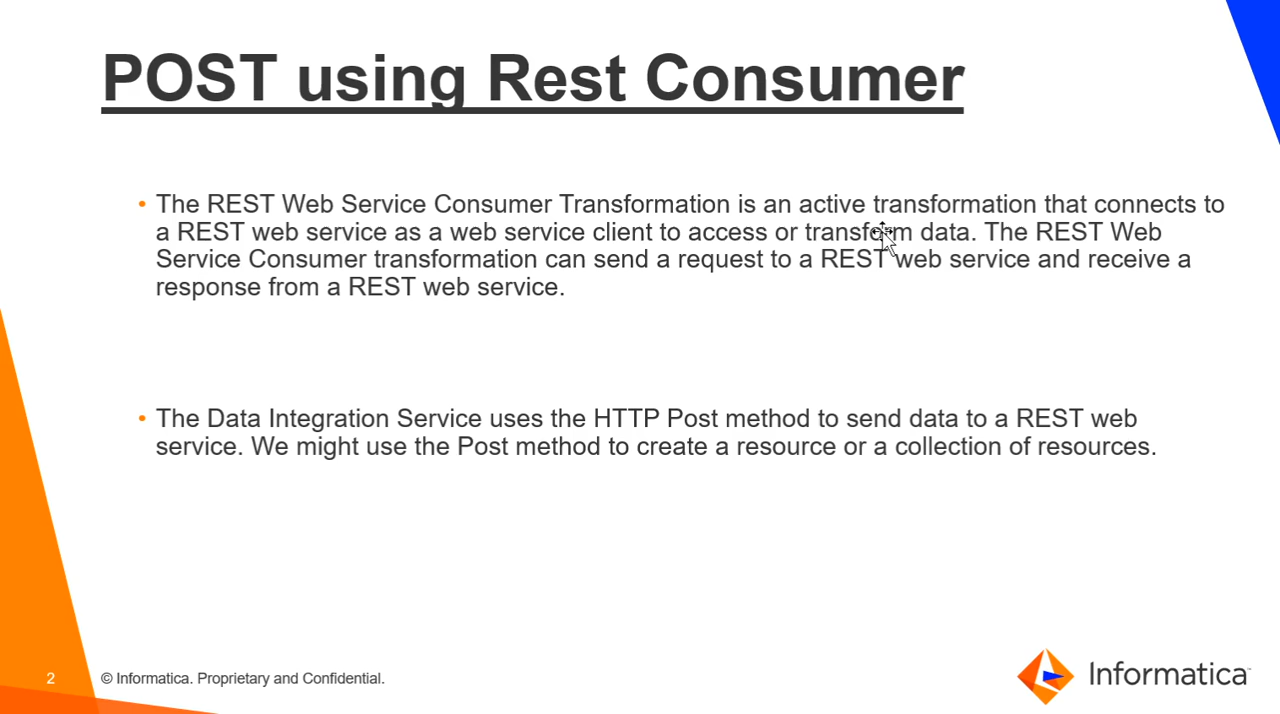 POST using Rest Consumer
• The REST Web Service Consumer Transformation is an active transformation that connects to
a REST web service as a web service client to access or transform data. The REST Web
Service Consumer transformation can send a request to a REST web service and receive a
response from a REST web service.
• The Data Integration Service uses the HTTP Post method to send data to a REST web
service. We might use the Post method to create a resource or a collection of resources.
2
© Informatica. Proprietary and Confidential.
Informatica